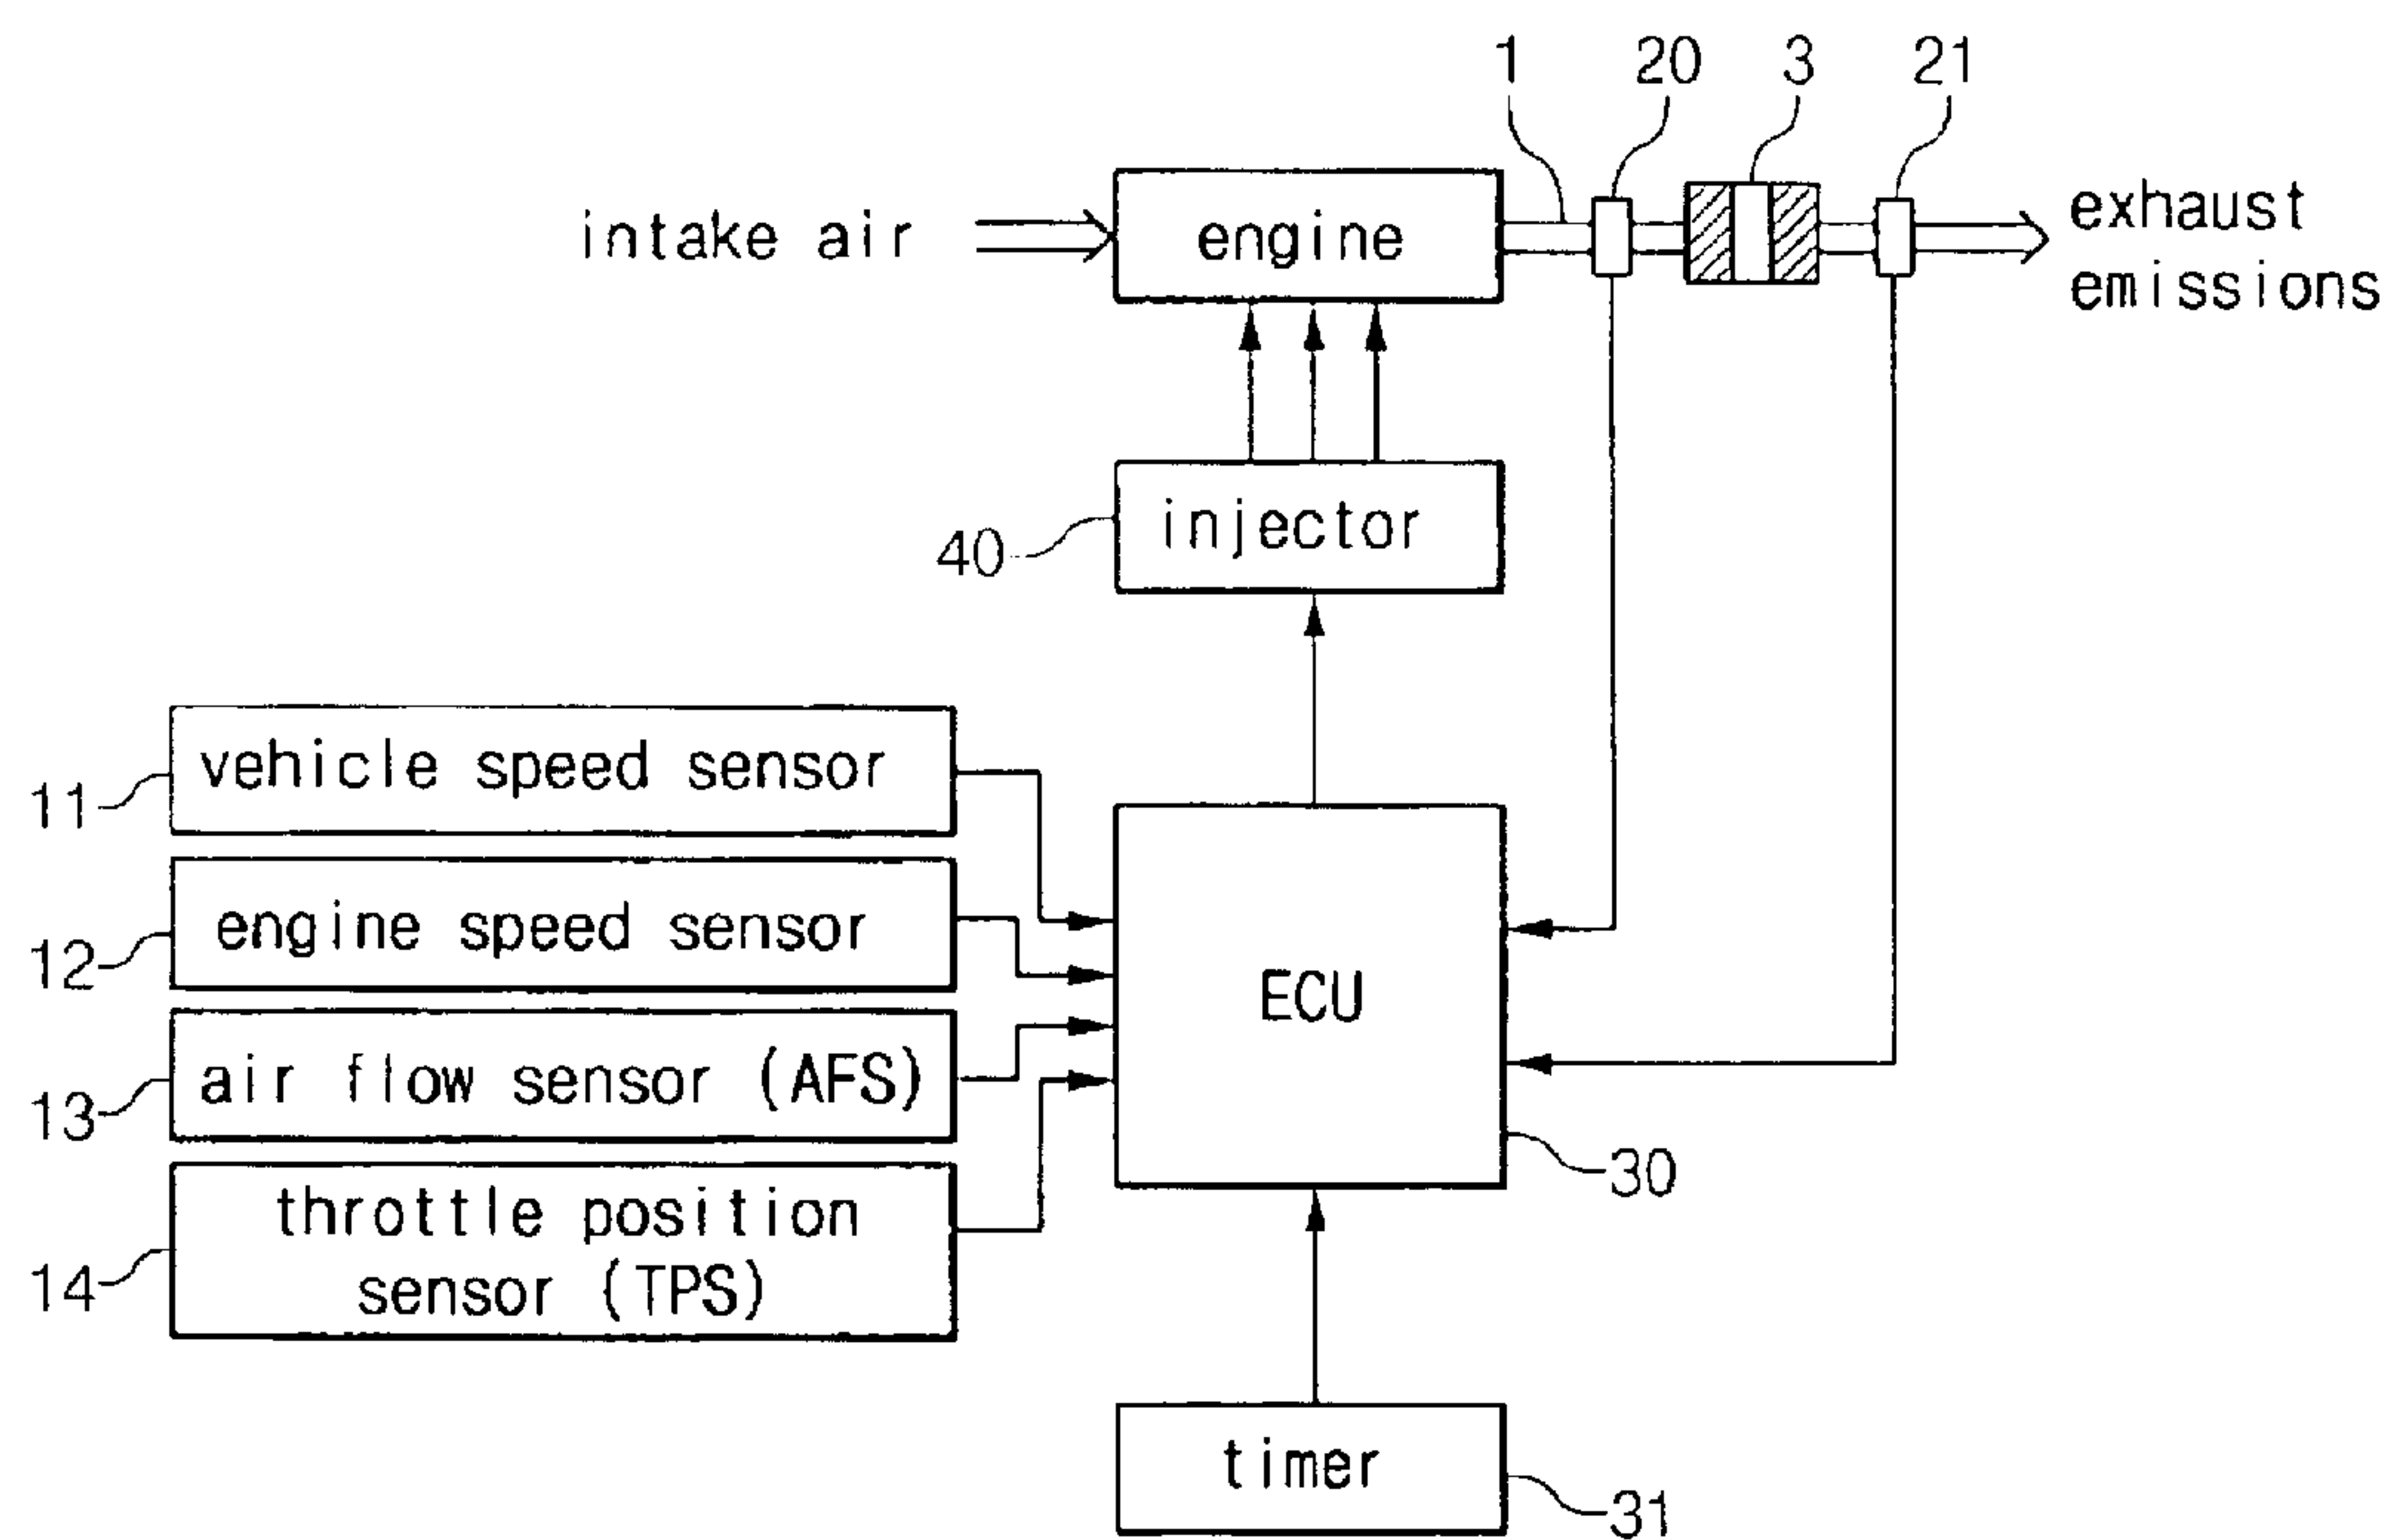 1
20
3
21
intake air
engine
exhaust
emissions
40
injector
11
vehicle speed sensor
12
engine speed sensor
13
air flow sensor (AFS)
14
throttle position
sensor (TPS)
ECU
30
timer
31